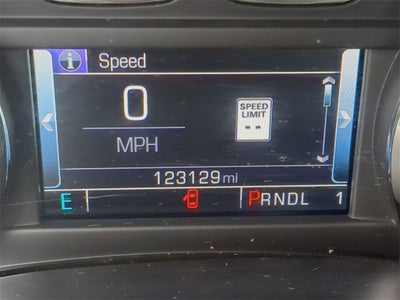 i Speed
0
SPEED
LIMIT
--
MPH
123129 mi
E PRNDL 1